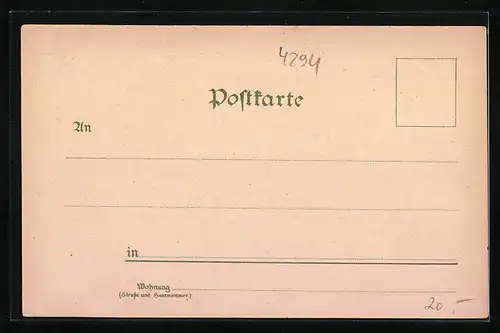 4294
Postkarte
An
in
Wohnung
(Straße und Hausnummer)
20,-